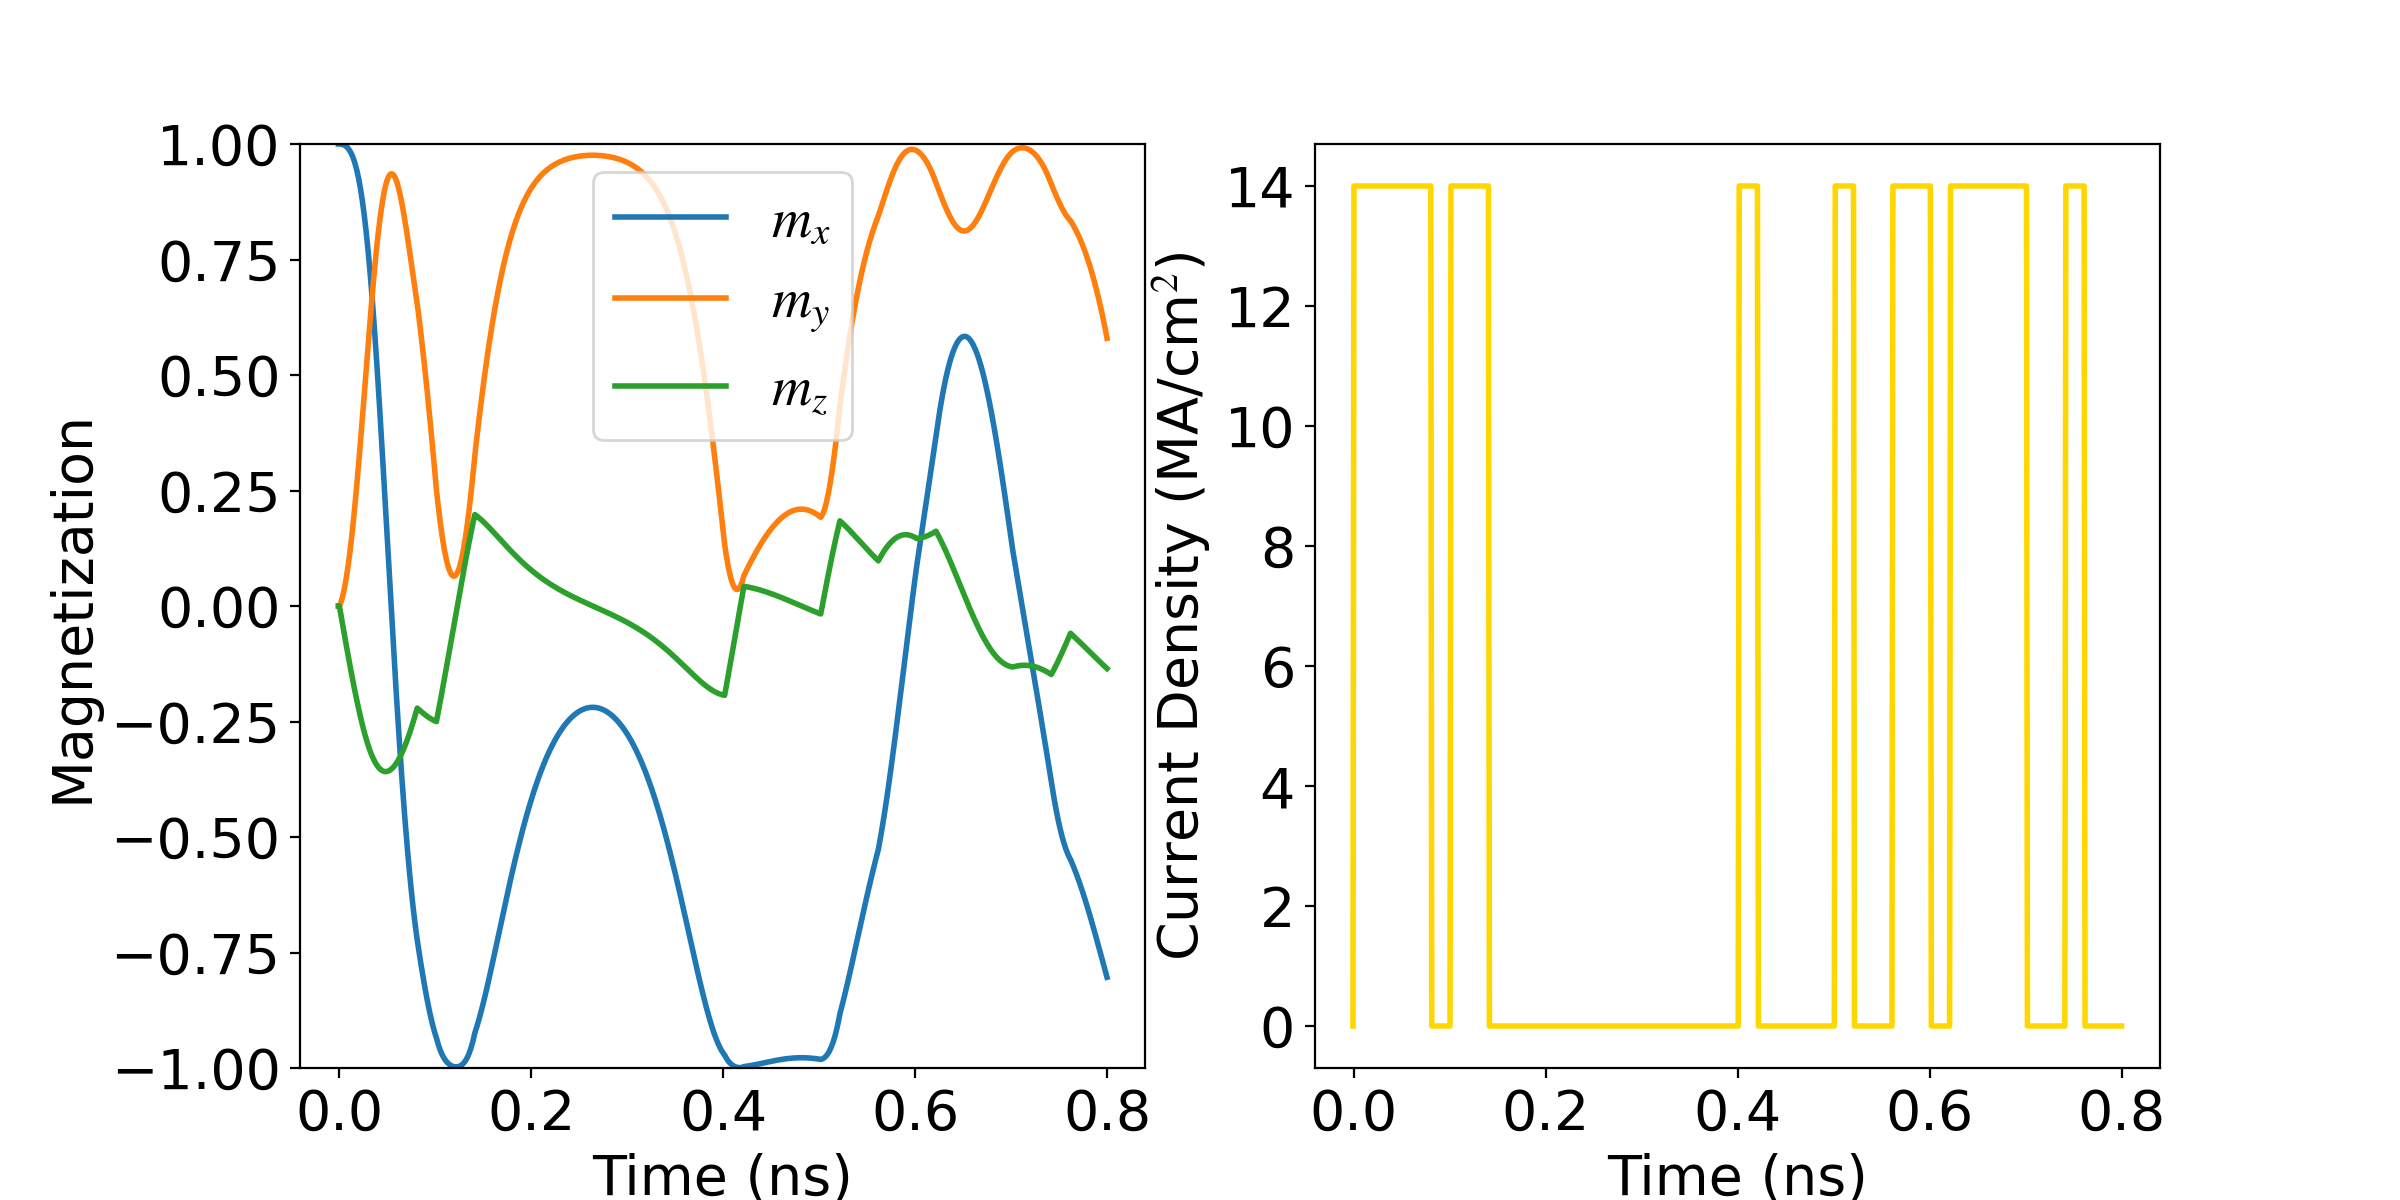 1.00
0.75
0.50
0.25
0.00
−0.25
−0.50
−0.75
−1.00
Magnetization
0.0 0.2 0.4 0.6 0.8
Time (ns)
m_x
m_y
m_z
14
12
10
8
6
4
2
0
Current Density (MA/cm²)
0.0 0.2 0.4 0.6 0.8
Time (ns)